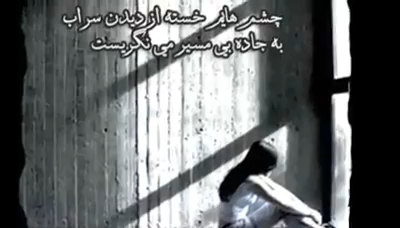 چشم هایم خسته از دیدن سراب
به جاده بی مسیر می نگریست